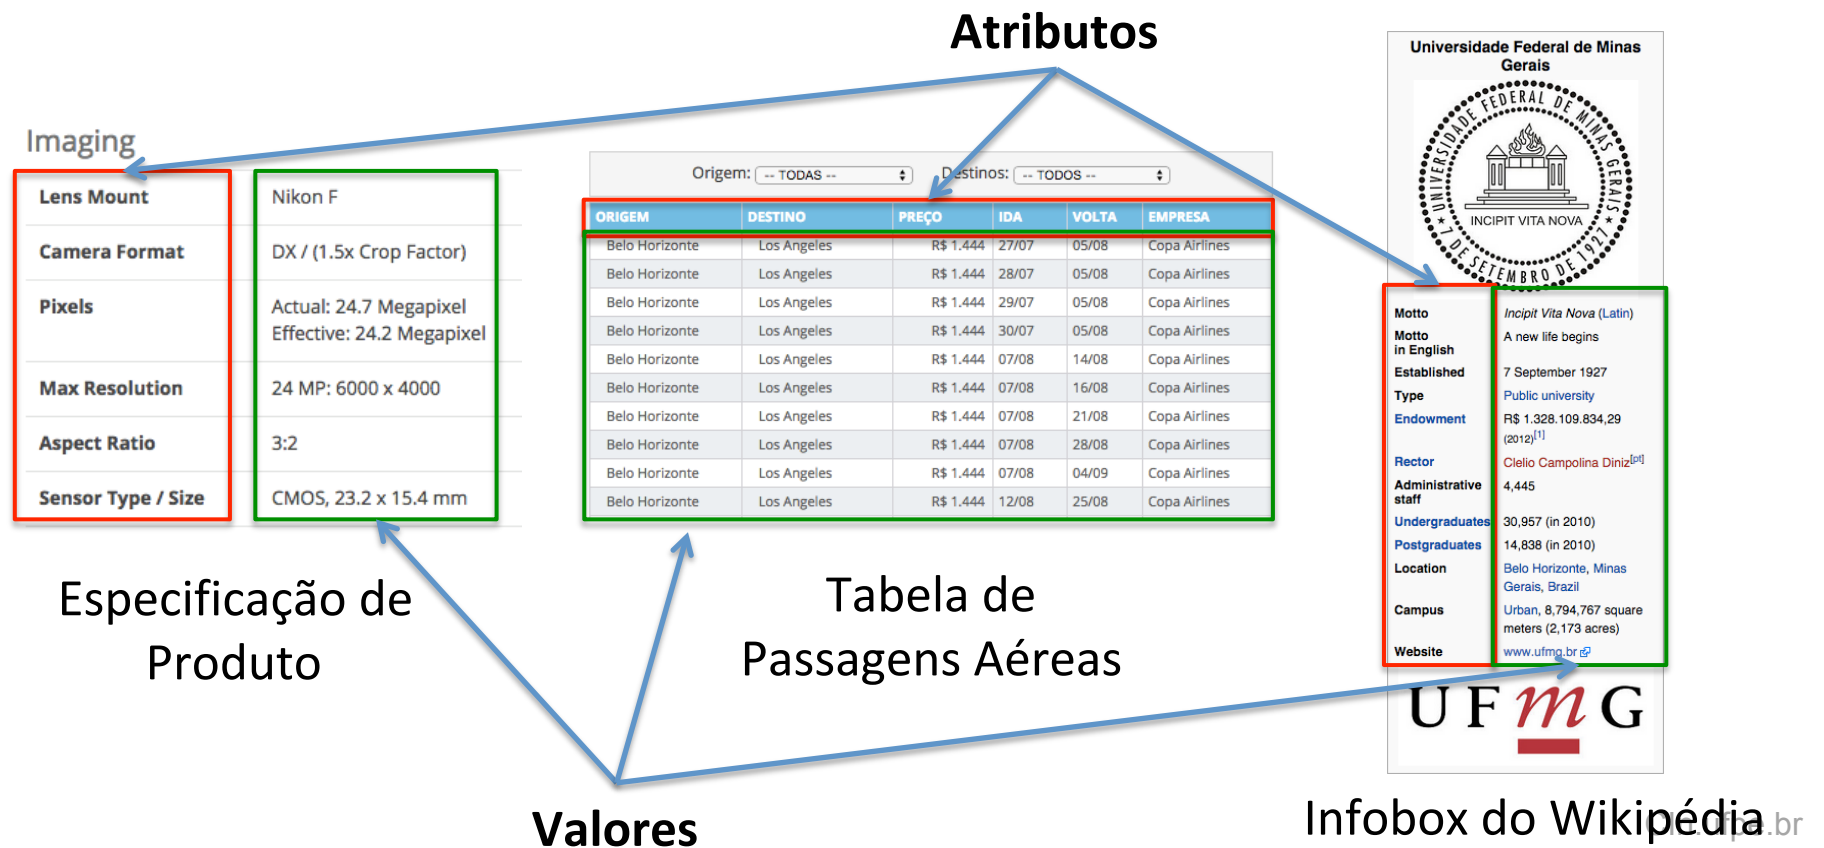 Atributos
Imaging
Lens Mount Nikon F
Camera Format DX / (1.5x Crop Factor)
Pixels Actual: 24.7 Megapixel
Effective: 24.2 Megapixel
Max Resolution 24 MP: 6000 x 4000
Aspect Ratio 3:2
Sensor Type / Size CMOS, 23.2 x 15.4 mm
Especificação de
Produto
Origem: -- TODAS -- Destinos: -- TODOS --
ORIGEM DESTINO PREÇO IDA VOLTA EMPRESA
Belo Horizonte Los Angeles R$ 1.444 27/07 05/08 Copa Airlines
Belo Horizonte Los Angeles R$ 1.444 28/07 05/08 Copa Airlines
Belo Horizonte Los Angeles R$ 1.444 29/07 05/08 Copa Airlines
Belo Horizonte Los Angeles R$ 1.444 30/07 05/08 Copa Airlines
Belo Horizonte Los Angeles R$ 1.444 07/08 14/08 Copa Airlines
Belo Horizonte Los Angeles R$ 1.444 07/08 16/08 Copa Airlines
Belo Horizonte Los Angeles R$ 1.444 07/08 21/08 Copa Airlines
Belo Horizonte Los Angeles R$ 1.444 07/08 28/08 Copa Airlines
Belo Horizonte Los Angeles R$ 1.444 07/08 04/09 Copa Airlines
Belo Horizonte Los Angeles R$ 1.444 12/08 25/08 Copa Airlines
Tabela de
Passagens Aéreas
Universidade Federal de Minas
Gerais
UNIVERSIDADE FEDERAL DE MINAS GERAIS
INCIPIT VITA NOVA
★ 7 DE SETEMBRO DE 1927 ★
Motto Incipit Vita Nova (Latin)
Motto A new life begins
in English
Established 7 September 1927
Type Public university
Endowment R$ 1.328.109.834,29
(2012)[1]
Rector Clelio Campolina Diniz[pt]
Administrative 4,445
staff
Undergraduates 30,957 (in 2010)
Postgraduates 14,838 (in 2010)
Location Belo Horizonte, Minas
Gerais, Brazil
Campus Urban, 8,794,767 square
meters (2,173 acres)
Website www.ufmg.br
UFmG
Infobox do Wikipédia
Valores